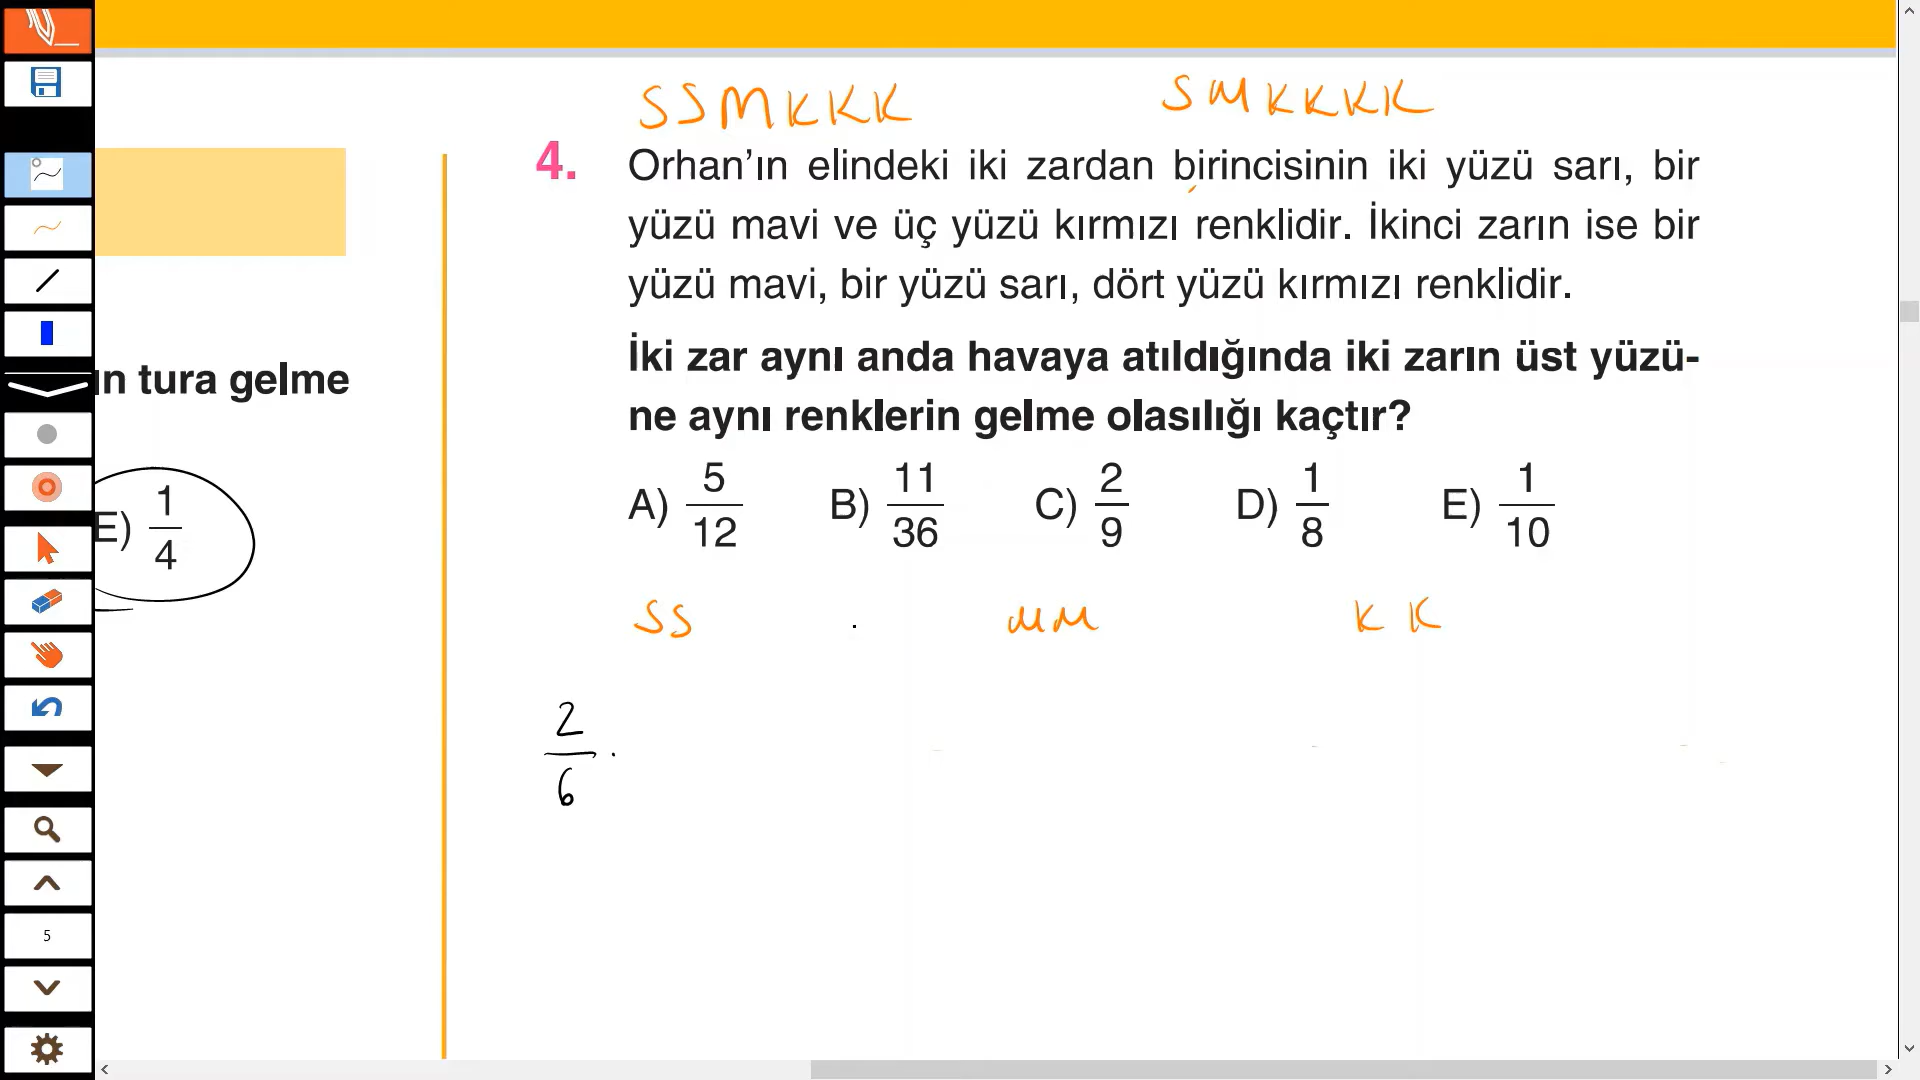 SSMKKK SMKKKK
4. Orhan'ın elindeki iki zardan birincisinin iki yüzü sarı, bir
yüzü mavi ve üç yüzü kırmızı renklidir. İkinci zarın ise bir
yüzü mavi, bir yüzü sarı, dört yüzü kırmızı renklidir.
İki zar aynı anda havaya atıldığında iki zarın üst yüzü-
ne aynı renklerin gelme olasılığı kaçtır?
A) 5/12 B) 11/36 C) 2/9 D) 1/8 E) 1/10
SS MM KK
2/6 .
ın tura gelme
E) 1/4
5